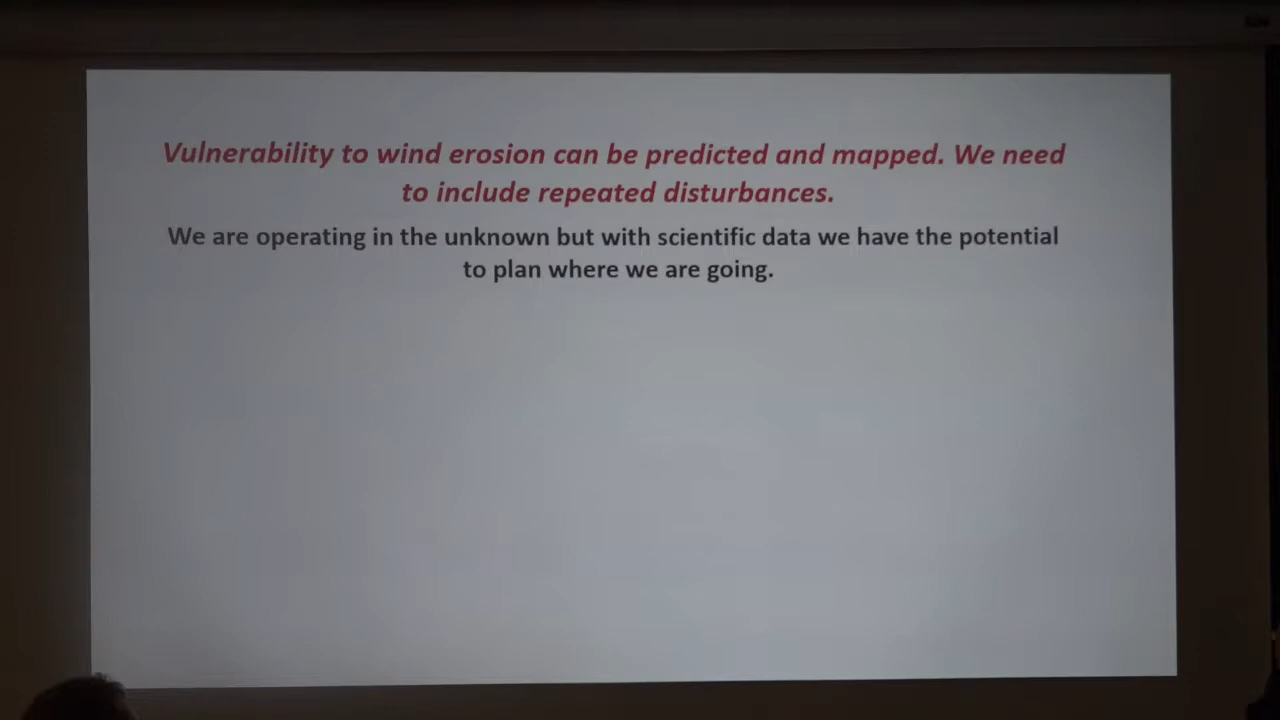 Vulnerability to wind erosion can be predicted and mapped. We need
to include repeated disturbances.
We are operating in the unknown but with scientific data we have the potential
to plan where we are going.